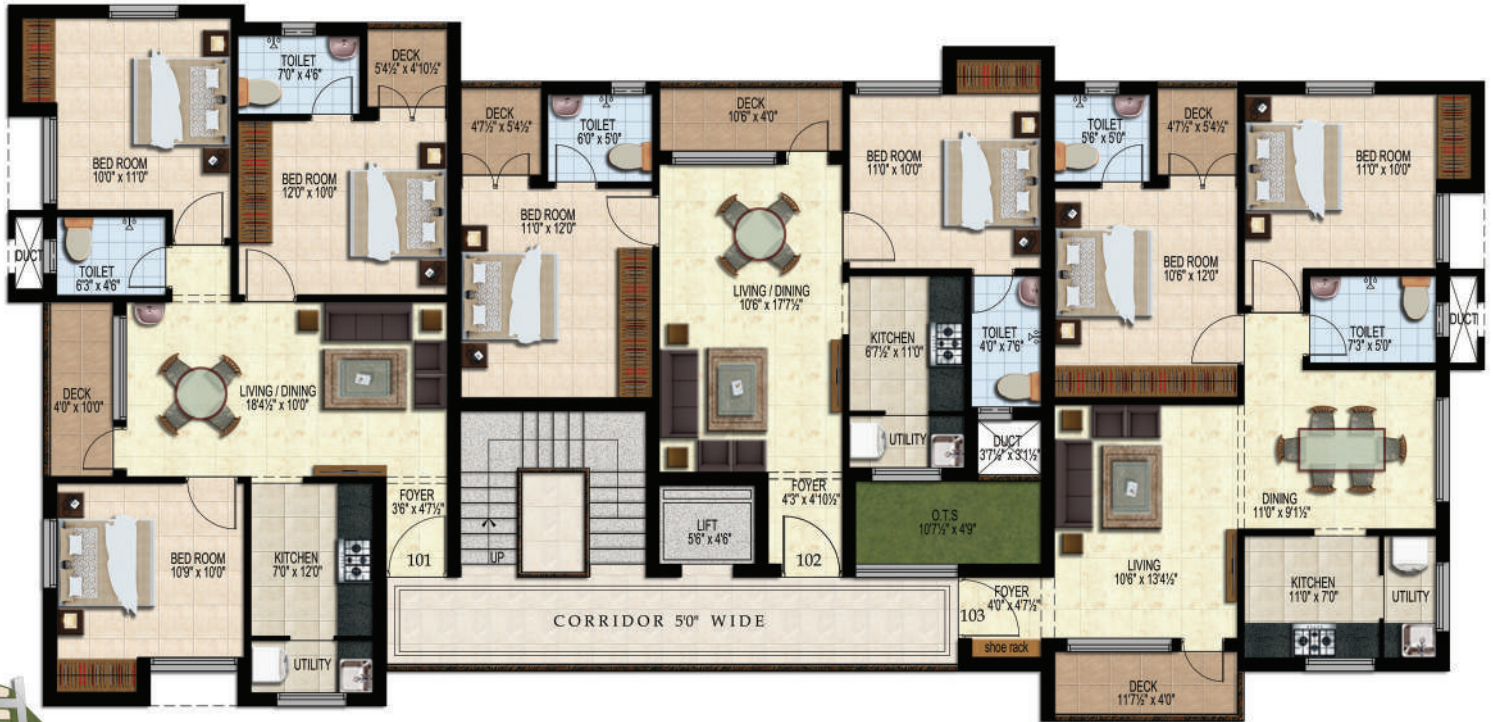 BED ROOM
10'0" x 11'0"
TOILET
7'0" x 4'6"
DECK
5'4½" x 4'10½"
BED ROOM
12'0" x 10'0"
DUCT
TOILET
6'3" x 4'6"
DECK
4'0" x 10'0"
LIVING / DINING
18'4½" x 10'0"
BED ROOM
10'9" x 10'0"
KITCHEN
7'0" x 12'0"
UTILITY
FOYER
3'6" x 4'7½"
101
DECK
4'7½" x 5'4½"
TOILET
6'0" x 5'0"
BED ROOM
11'0" x 12'0"
DECK
10'6" x 4'0"
LIVING / DINING
10'6" x 17'7½"
BED ROOM
11'0" x 10'0"
KITCHEN
6'7½" x 11'0"
TOILET
4'0" x 7'6"
UTILITY
DUCT
3'7½" x 3'1½"
UP
LIFT
5'6" x 4'6"
FOYER
4'3" x 4'10½"
102
O.T.S
10'7½" x 4'9"
CORRIDOR 5'0" WIDE
TOILET
5'6" x 5'0"
DECK
4'7½" x 5'4½"
BED ROOM
11'0" x 10'0"
BED ROOM
10'6" x 12'0"
TOILET
7'3" x 5'0"
DUCT
DINING
11'0" x 9'1½"
LIVING
10'6" x 13'4½"
FOYER
4'0" x 4'7½"
103
shoe rack
KITCHEN
11'0" x 7'0"
UTILITY
DECK
11'7½" x 4'0"